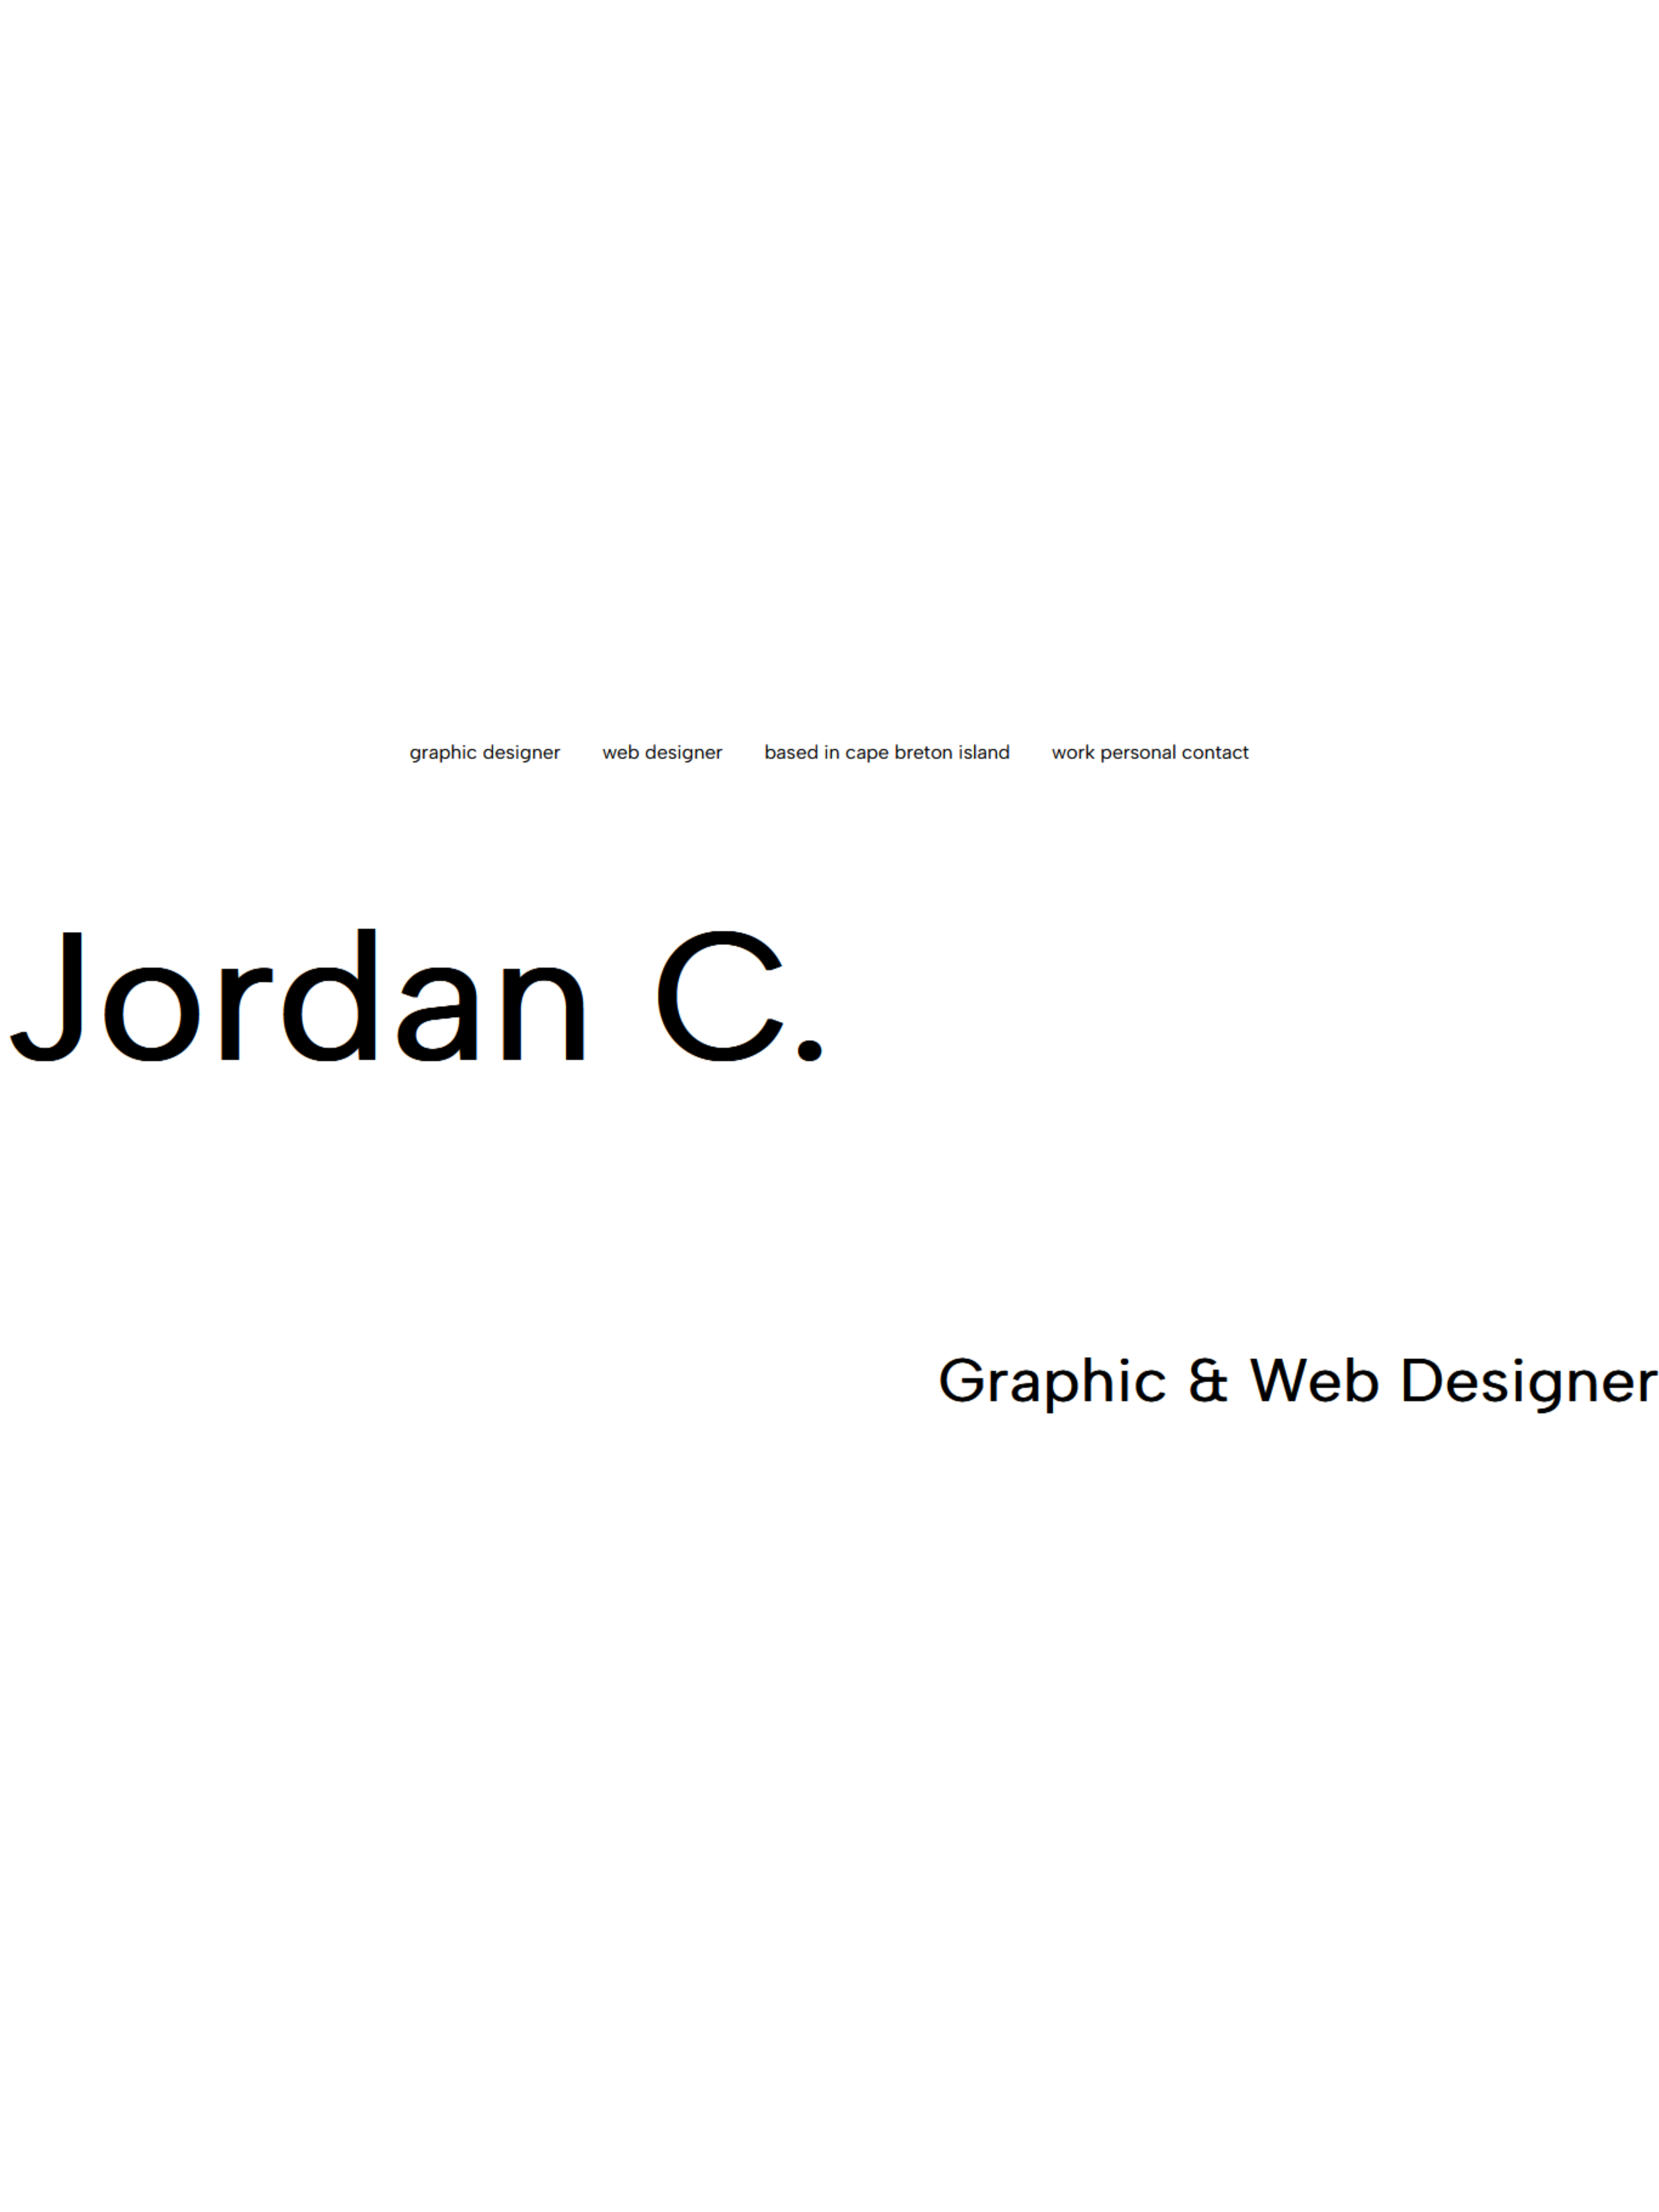 graphic designer web designer based in cape breton island work personal contact
Jordan C.
Graphic & Web Designer